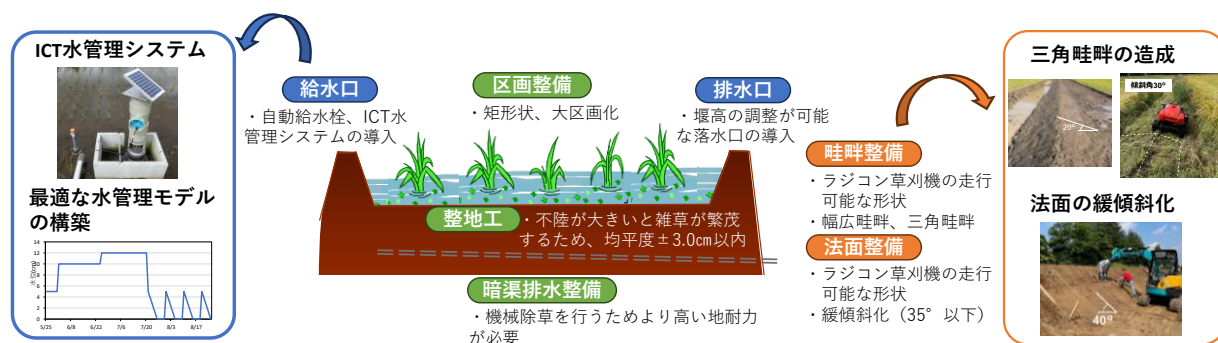 ICT水管理システム
最適な水管理モデル
の構築
水位(cm)
14
12
10
8
6
4
2
0
5/25 6/8 6/22 7/6 7/20 8/3 8/17
給水口
・自動給水栓、ICT水
管理システムの導入
区画整備
・矩形状、大区画化
排水口
・堰高の調整が可能
な落水口の導入
整地工
・不陸が大きいと雑草が繁茂
するため、均平度±3.0cm以内
暗渠排水整備
・機械除草を行うためより高い地耐力
が必要
畦畔整備
・ラジコン草刈機の走行
可能な形状
・幅広畦畔、三角畦畔
法面整備
・ラジコン草刈機の走行
可能な形状
・緩傾斜化（35°以下）
三角畦畔の造成
20°
傾斜角30°
法面の緩傾斜化
40°